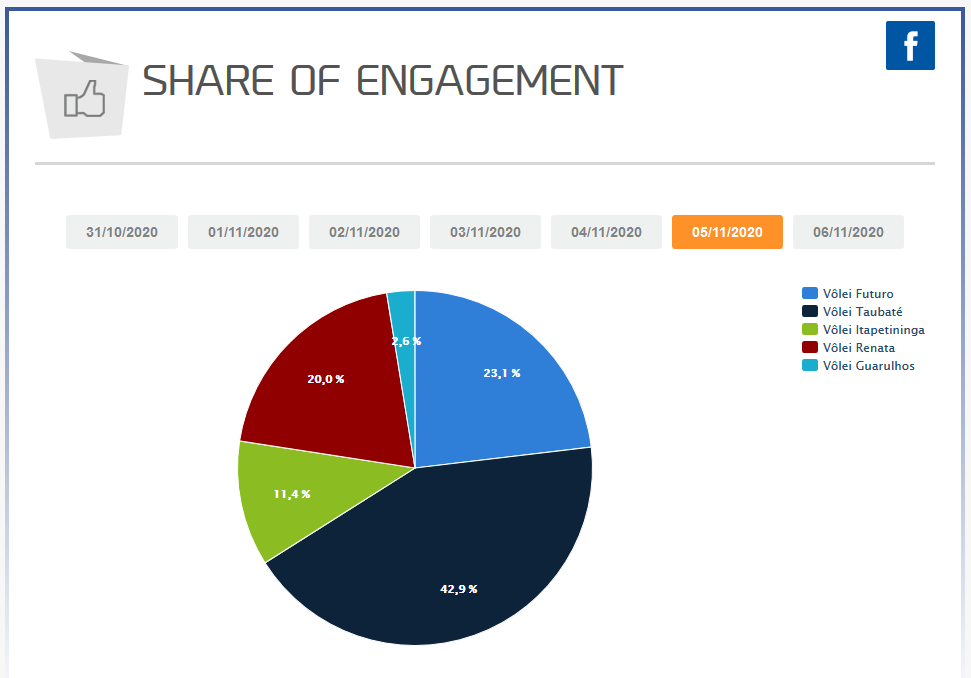 SHARE OF ENGAGEMENT
31/10/2020 01/11/2020 02/11/2020 03/11/2020 04/11/2020 05/11/2020 06/11/2020
Vôlei Futuro
Vôlei Taubaté
Vôlei Itapetininga
Vôlei Renata
Vôlei Guarulhos
2,6 %
23,1 %
20,0 %
11,4 %
42,9 %